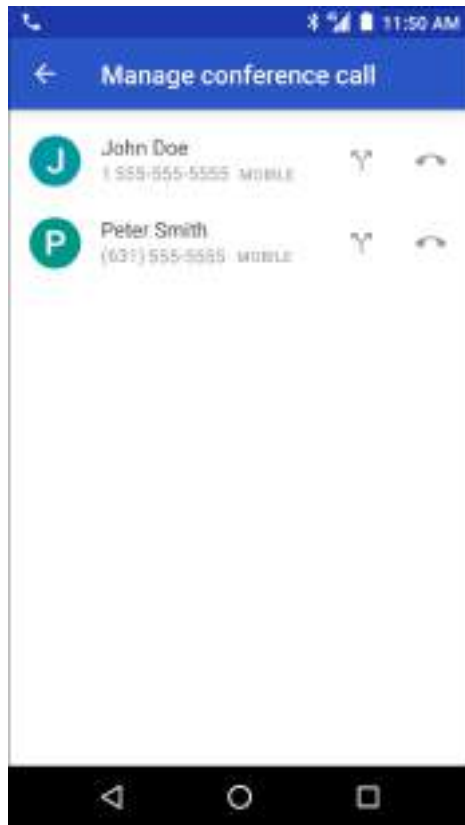 11:50 AM
Manage conference call
J
John Doe
1 555-555-5555 MOBILE
P
Peter Smith
(631) 555-5555 MOBILE